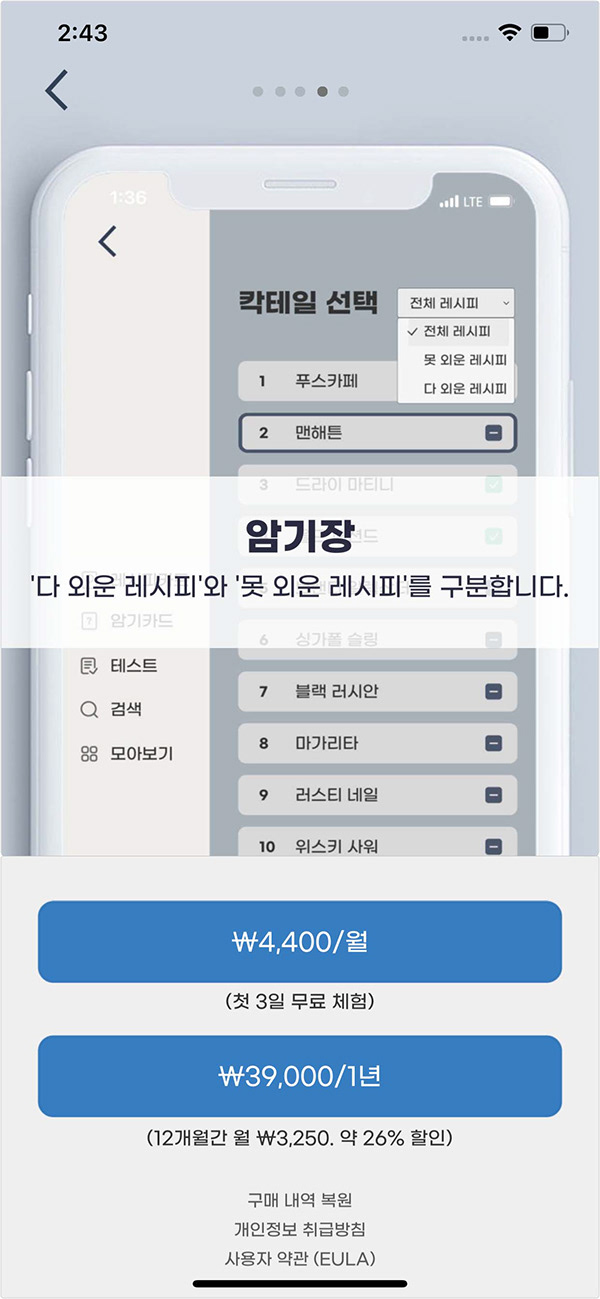 2:43
1:36
LTE
칵테일 선택
전체 레시피
전체 레시피
못 외운 레시피
다 외운 레시피
1 푸스카페
2 맨해튼
3 드라이 마티니
암기장
'다 외운 레시피'와 '못 외운 레시피'를 구분합니다.
암기카드
6 싱가폴 슬링
테스트
7 블랙 러시안
검색
8 마가리타
모아보기
9 러스티 네일
10 위스키 사워
₩4,400/월
(첫 3일 무료 체험)
₩39,000/1년
(12개월간 월 ₩3,250. 약 26% 할인)
구매 내역 복원
개인정보 취급방침
사용자 약관 (EULA)